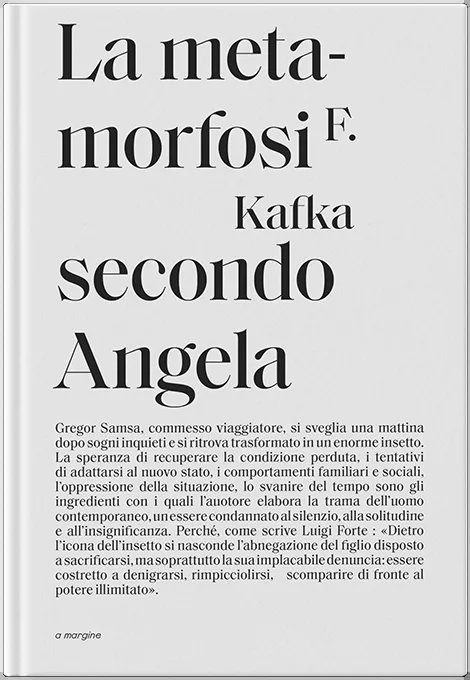 La meta-
morfosi F.
Kafka
secondo
Angela
Gregor Samsa, commesso viaggiatore, si sveglia una mattina
dopo sogni inquieti e si ritrova trasformato in un enorme insetto.
La speranza di recuperare la condizione perduta, i tentativi
di adattarsi al nuovo stato, i comportamenti familiari e sociali,
l'oppressione della situazione, lo svanire del tempo sono gli
ingredienti con i quali l'auotore elabora la trama dell'uomo
contemporaneo, un essere condannato al silenzio, alla solitudine
e all'insignificanza. Perché, come scrive Luigi Forte : «Dietro
l'icona dell'insetto si nasconde l'abnegazione del figlio disposto
a sacrificarsi, ma soprattutto la sua implacabile denuncia: essere
costretto a denigrarsi, rimpicciolirsi, scomparire di fronte al
potere illimitato».
a margine